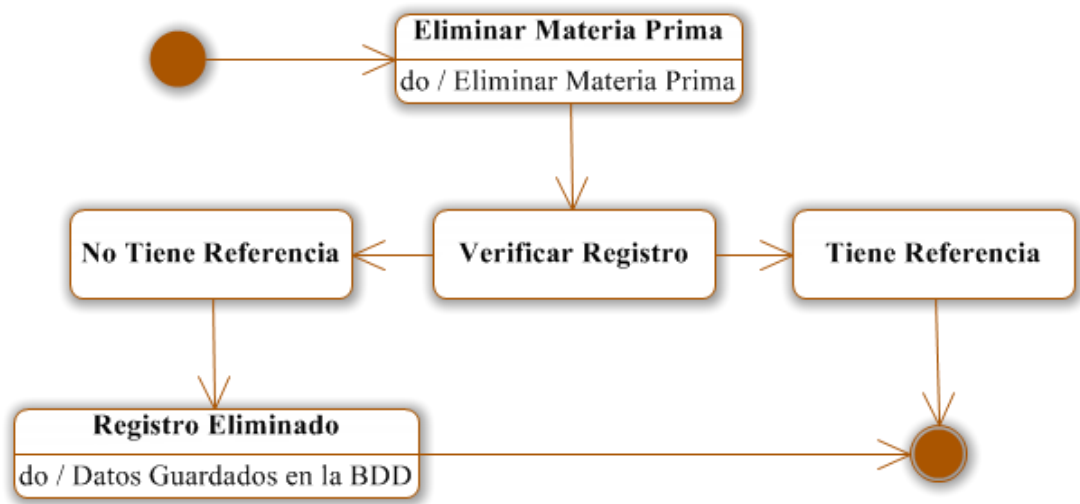 Eliminar Materia Prima
do / Eliminar Materia Prima
No Tiene Referencia
Verificar Registro
Tiene Referencia
Registro Eliminado
do / Datos Guardados en la BDD